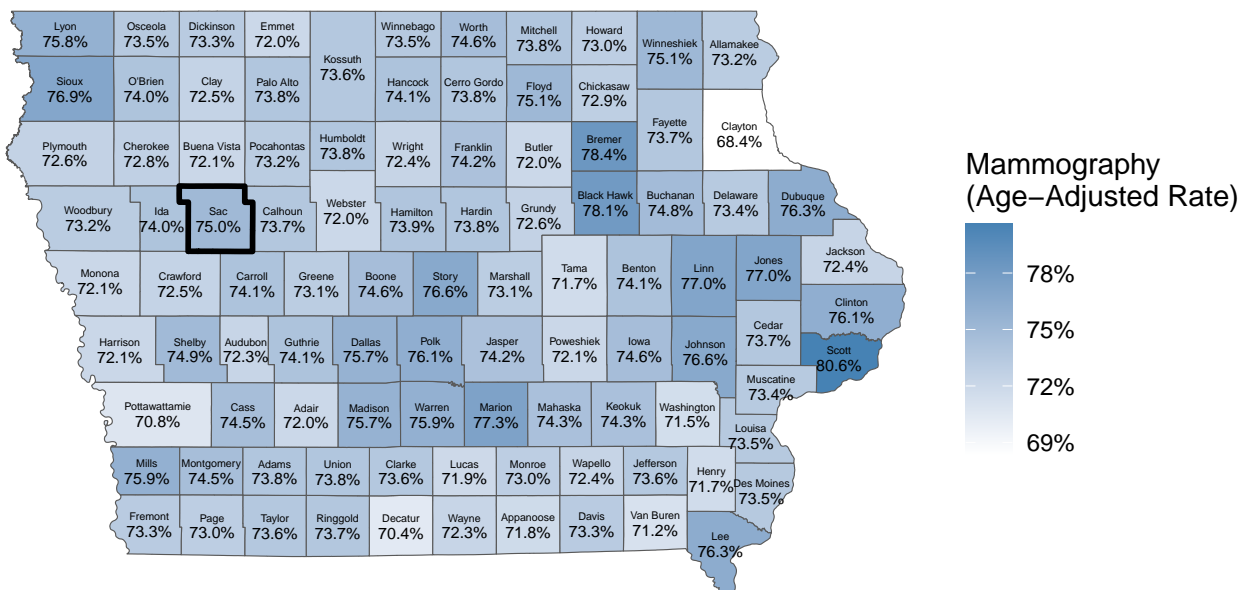 Lyon
75.8%
Osceola
73.5%
Dickinson
73.3%
Emmet
72.0%
Kossuth
73.6%
Winnebago
73.5%
Worth
74.6%
Mitchell
73.8%
Howard
73.0%
Winneshiek
75.1%
Allamakee
73.2%
Sioux
76.9%
O'Brien
74.0%
Clay
72.5%
Palo Alto
73.8%
Hancock
74.1%
Cerro Gordo
73.8%
Floyd
75.1%
Chickasaw
72.9%
Fayette
73.7%
Clayton
68.4%
Plymouth
72.6%
Cherokee
72.8%
Buena Vista
72.1%
Pocahontas
73.2%
Humboldt
73.8%
Wright
72.4%
Franklin
74.2%
Butler
72.0%
Bremer
78.4%
Woodbury
73.2%
Ida
74.0%
Sac
75.0%
Calhoun
73.7%
Webster
72.0%
Hamilton
73.9%
Hardin
73.8%
Grundy
72.6%
Black Hawk
78.1%
Buchanan
74.8%
Delaware
73.4%
Dubuque
76.3%
Monona
72.1%
Crawford
72.5%
Carroll
74.1%
Greene
73.1%
Boone
74.6%
Story
76.6%
Marshall
73.1%
Tama
71.7%
Benton
74.1%
Linn
77.0%
Jones
77.0%
Jackson
72.4%
Clinton
76.1%
Harrison
72.1%
Shelby
74.9%
Audubon
72.3%
Guthrie
74.1%
Dallas
75.7%
Polk
76.1%
Jasper
74.2%
Poweshiek
72.1%
Iowa
74.6%
Johnson
76.6%
Cedar
73.7%
Scott
80.6%
Muscatine
73.4%
Pottawattamie
70.8%
Cass
74.5%
Adair
72.0%
Madison
75.7%
Warren
75.9%
Marion
77.3%
Mahaska
74.3%
Keokuk
74.3%
Washington
71.5%
Louisa
73.5%
Mills
75.9%
Montgomery
74.5%
Adams
73.8%
Union
73.8%
Clarke
73.6%
Lucas
71.9%
Monroe
73.0%
Wapello
72.4%
Jefferson
73.6%
Henry
71.7%
Des Moines
73.5%
Fremont
73.3%
Page
73.0%
Taylor
73.6%
Ringgold
73.7%
Decatur
70.4%
Wayne
72.3%
Appanoose
71.8%
Davis
73.3%
Van Buren
71.2%
Lee
76.3%
Mammography
(Age−Adjusted Rate)
78%
75%
72%
69%